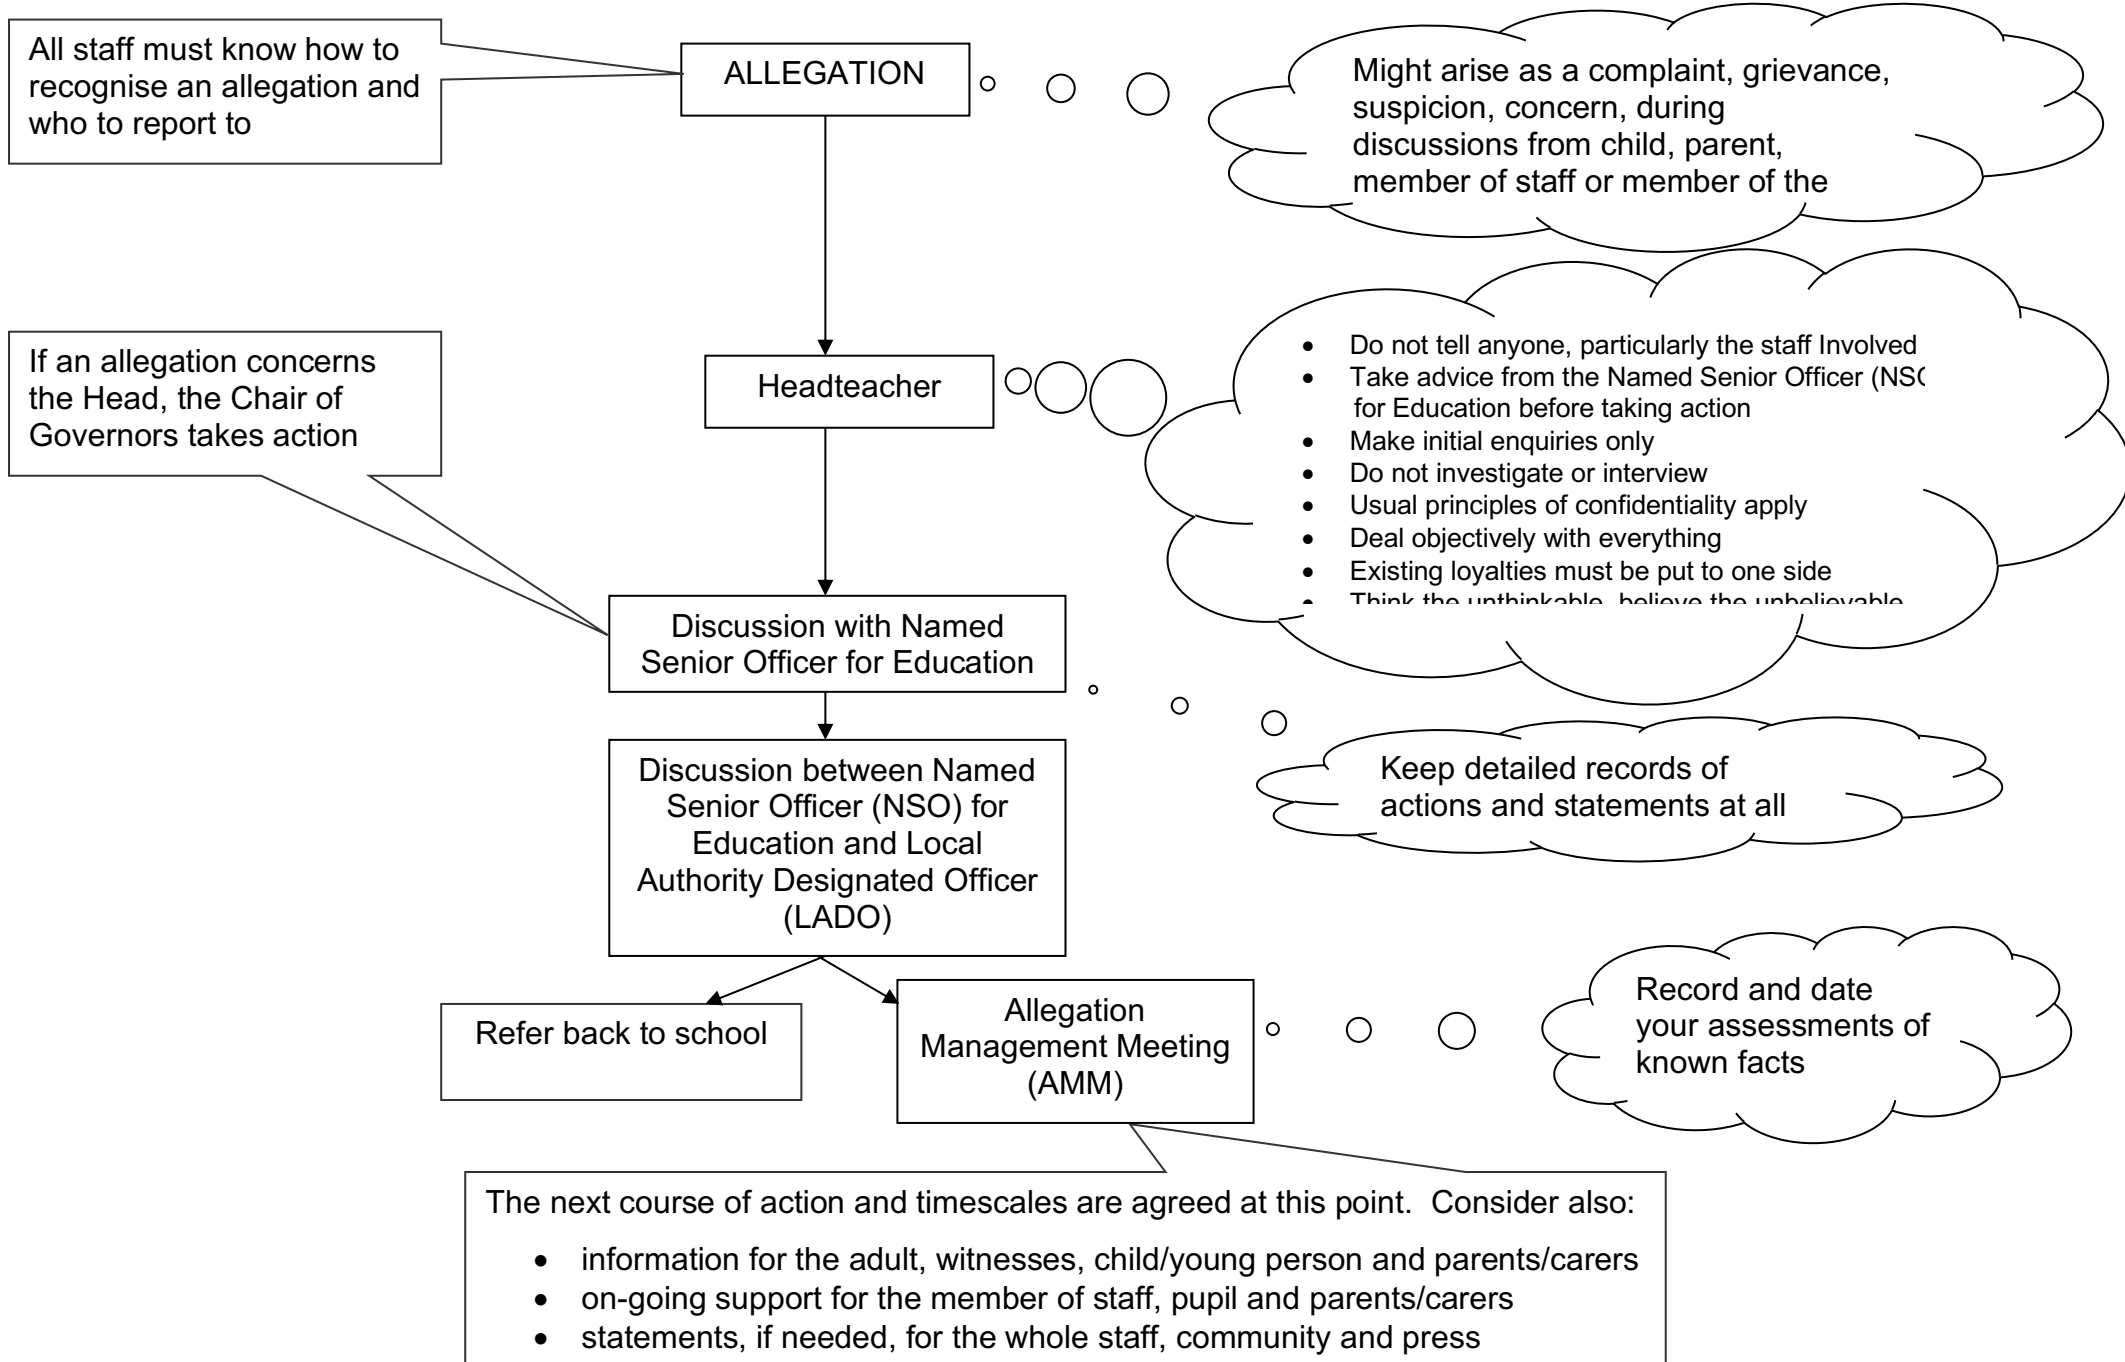 All staff must know how to
recognise an allegation and
who to report to
ALLEGATION
Might arise as a complaint, grievance,
suspicion, concern, during
discussions from child, parent,
member of staff or member of the
If an allegation concerns
the Head, the Chair of
Governors takes action
Headteacher
• Do not tell anyone, particularly the staff Involved
• Take advice from the Named Senior Officer (NSO
for Education before taking action
• Make initial enquiries only
• Do not investigate or interview
• Usual principles of confidentiality apply
• Deal objectively with everything
• Existing loyalties must be put to one side
• Think the unthinkable, believe the unbelievable
Discussion with Named
Senior Officer for Education
Keep detailed records of
actions and statements at all
Discussion between Named
Senior Officer (NSO) for
Education and Local
Authority Designated Officer
(LADO)
Refer back to school
Allegation
Management Meeting
(AMM)
Record and date
your assessments of
known facts
The next course of action and timescales are agreed at this point.  Consider also:
• information for the adult, witnesses, child/young person and parents/carers
• on-going support for the member of staff, pupil and parents/carers
• statements, if needed, for the whole staff, community and press